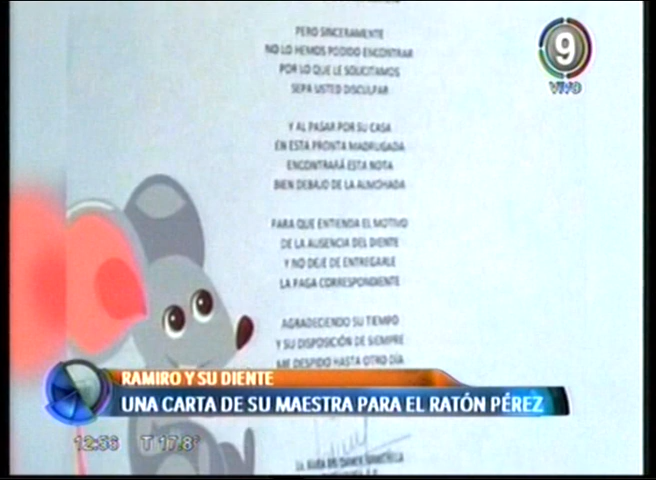 PERO SINCERAMENTE
NO LO HEMOS PODIDO ENCONTRAR
POR LO QUE LE SOLICITAMOS
SEPA USTED DISCULPAR
Y AL PASAR POR SU CASA
EN ESTA PRONTA MADRUGADA
ENCONTRARÁ ESTA NOTA
BIEN DEBAJO DE LA ALMOHADA
PARA QUE ENTIENDA EL MOTIVO
DE LA AUSENCIA DEL DIENTE
Y NO DEJE DE ENTREGARLE
LA PAGA CORRESPONDIENTE
AGRADECIENDO SU TIEMPO
Y SU DISPOSICIÓN DE SIEMPRE
ME DESPIDO HASTA OTRO DÍA
9
VIVO
RAMIRO Y SU DIENTE
UNA CARTA DE SU MAESTRA PARA EL RATÓN PÉREZ
12:56 T 17.8°